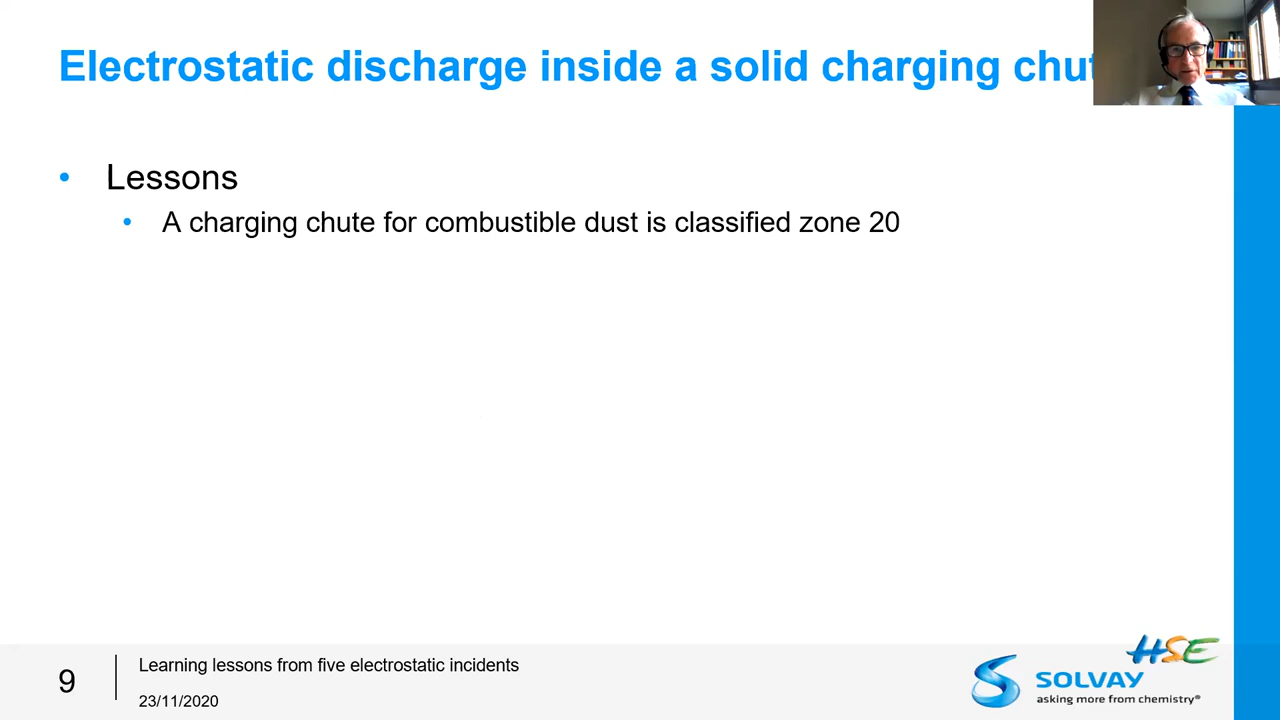 Electrostatic discharge inside a solid charging
Lessons
A charging chute for combustible dust is classified zone 20
HSE
9
Learning lessons from five electrostatic incidents
23/11/2020
SOLVAY
asking more from chemistry®